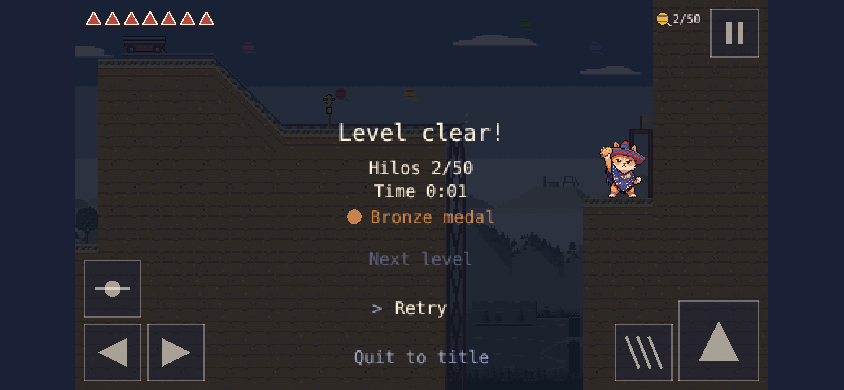 2/50
Level clear!
Hilos 2/50
Time 0:01
Bronze medal
Next level
> Retry
Quit to title